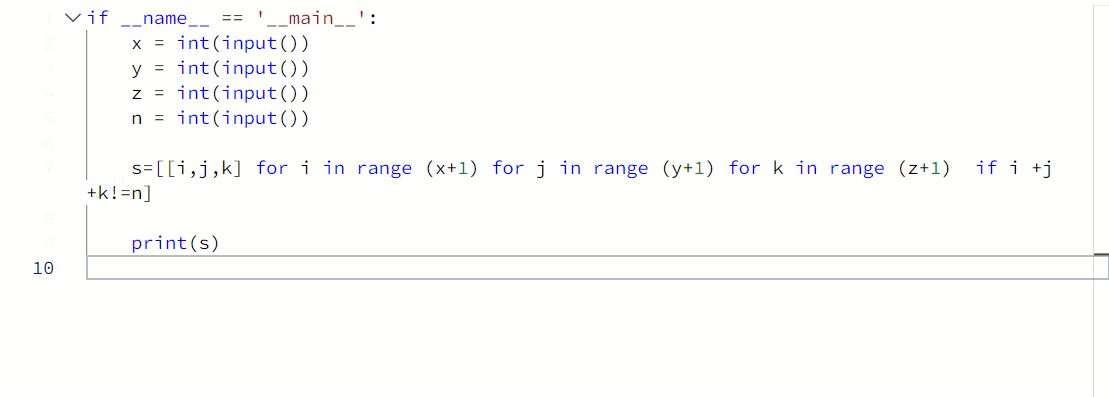 1 if __name__ == '__main__':
2     x = int(input())
3     y = int(input())
4     z = int(input())
5     n = int(input())
6
7     s=[[i,j,k] for i in range (x+1) for j in range (y+1) for k in range (z+1)  if i +j
+k!=n]
8
9     print(s)
10